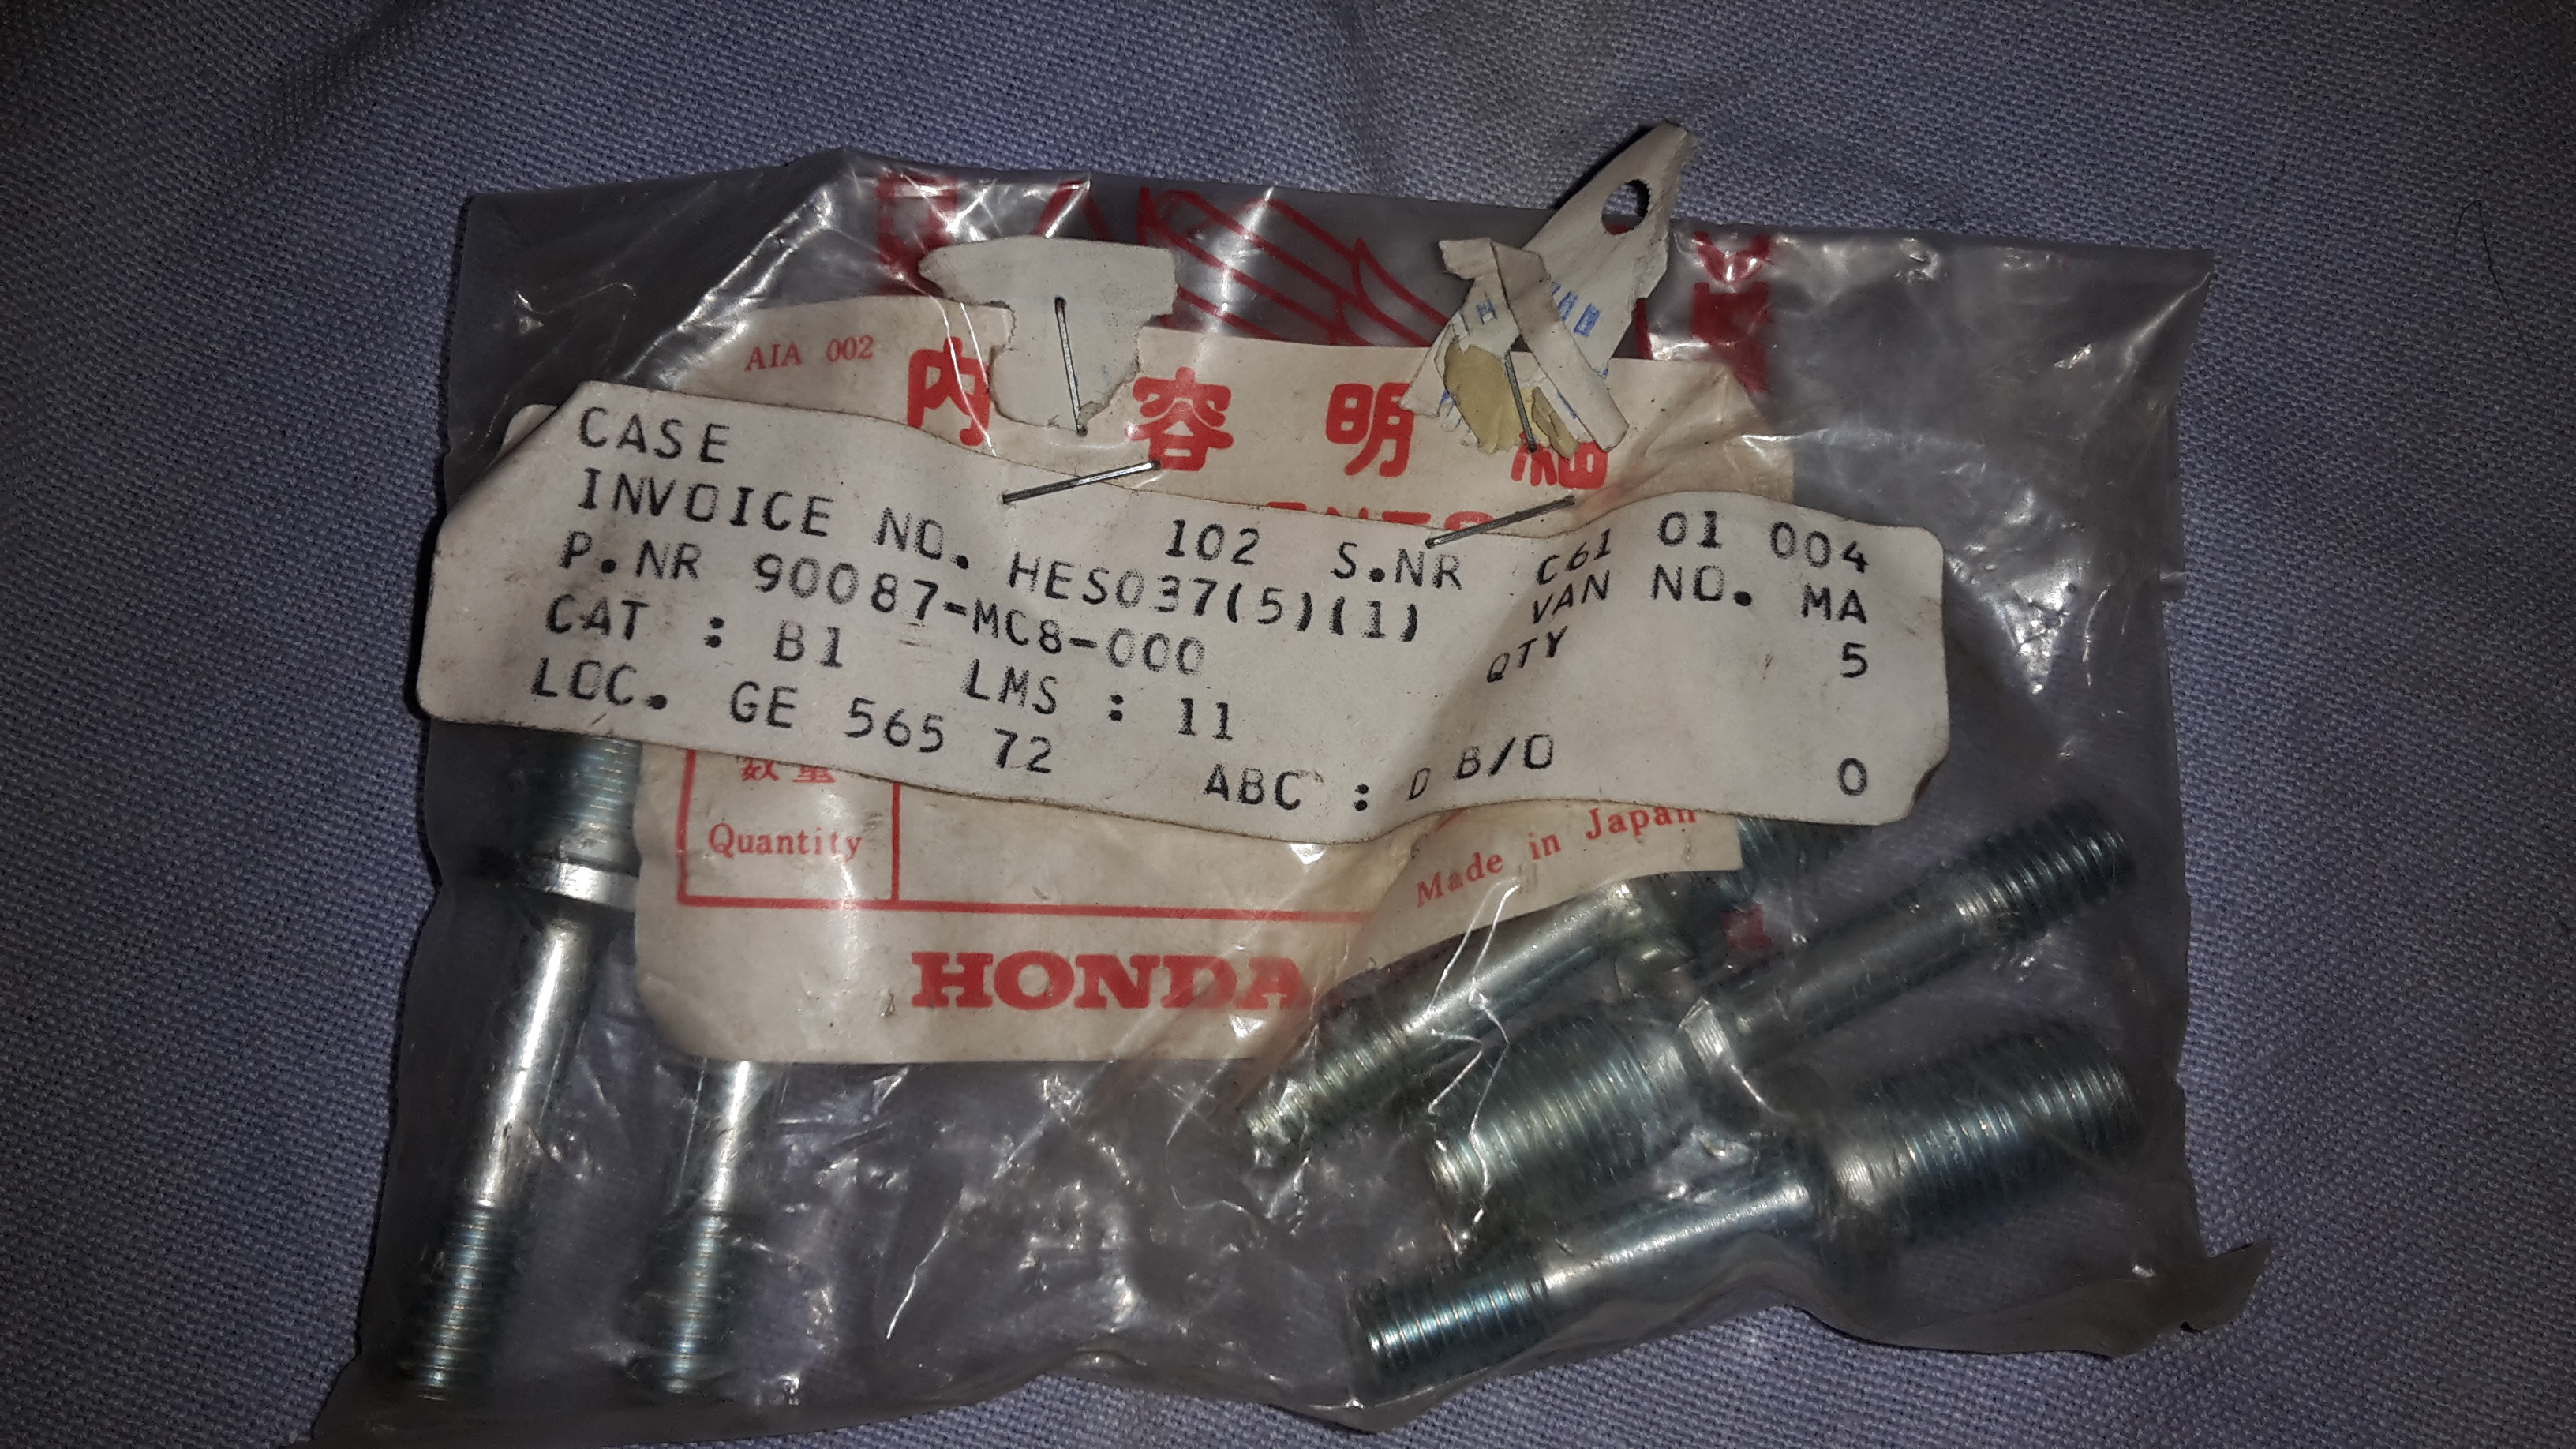 AIA 002
内容明細
CASE 102 S.NR C61 01 004
INVOICE NO. HES037(5)(1) VAN NO. MA
P.NR 90087-MC8-000 QTY 5
CAT : B1 LMS : 11
LOC. GE 565 72 ABC : D B/O 0
数量
Quantity
Made in Japan
HONDA